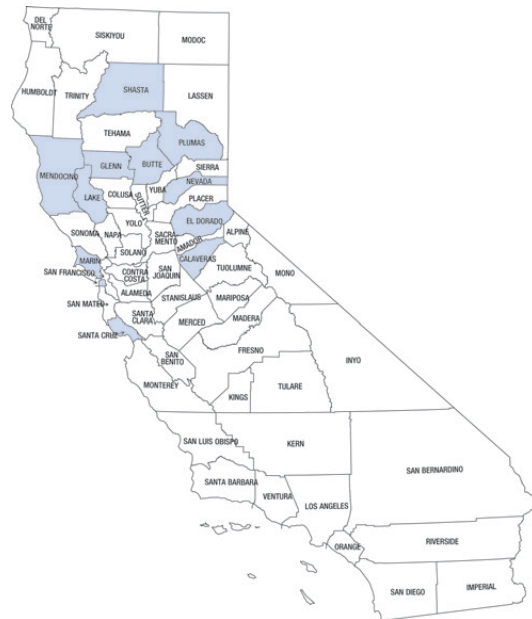 DEL
NORTE
SISKIYOU
MODOC
HUMBOLDT
TRINITY
SHASTA
LASSEN
TEHAMA
PLUMAS
MENDOCINO
GLENN
BUTTE
SIERRA
NEVADA
LAKE
COLUSA
SUTTER
YUBA
PLACER
SONOMA
NAPA
YOLO
EL DORADO
SACRA-
MENTO
AMADOR
ALPINE
SOLANO
CALAVERAS
MARIN
SAN FRANCISCO
CONTRA
COSTA
SAN
JOAQUIN
TUOLUMNE
MONO
ALAMEDA
STANISLAUS
MARIPOSA
SAN MATEO
SANTA
CLARA
MERCED
MADERA
SANTA CRUZ
SAN
BENITO
FRESNO
INYO
MONTEREY
KINGS
TULARE
SAN LUIS OBISPO
KERN
SAN BERNARDINO
SANTA BARBARA
VENTURA
LOS ANGELES
ORANGE
RIVERSIDE
SAN DIEGO
IMPERIAL